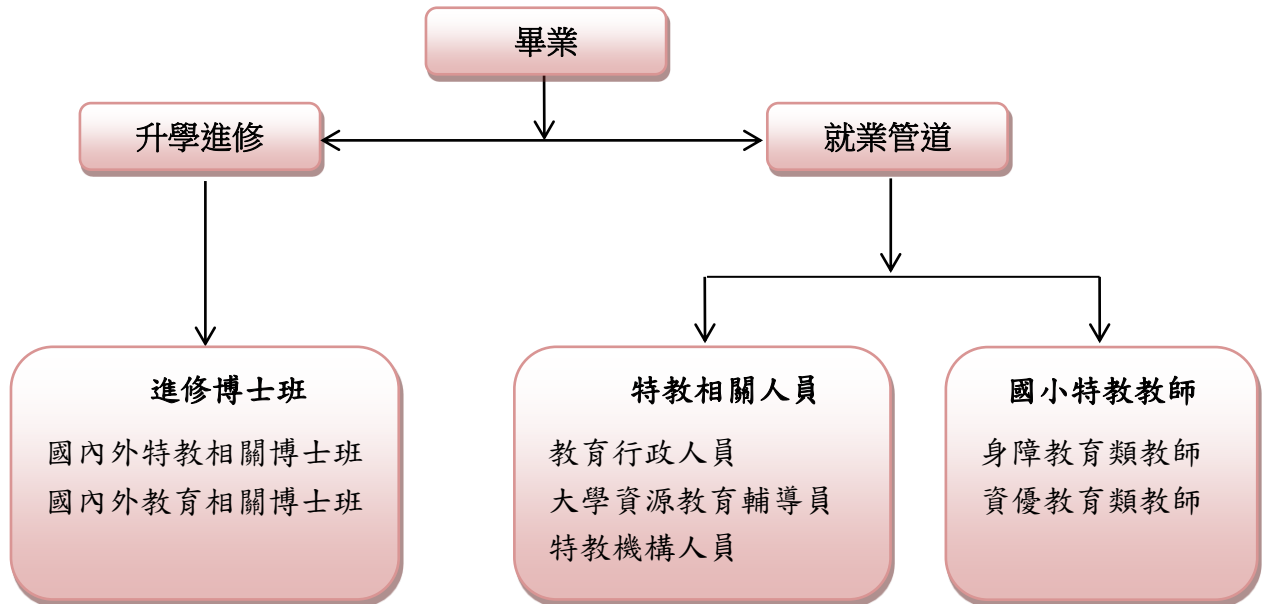 畢業
升學進修
就業管道
進修博士班
國內外特教相關博士班
國內外教育相關博士班
特教相關人員
教育行政人員
大學資源教育輔導員
特教機構人員
國小特教教師
身障教育類教師
資優教育類教師